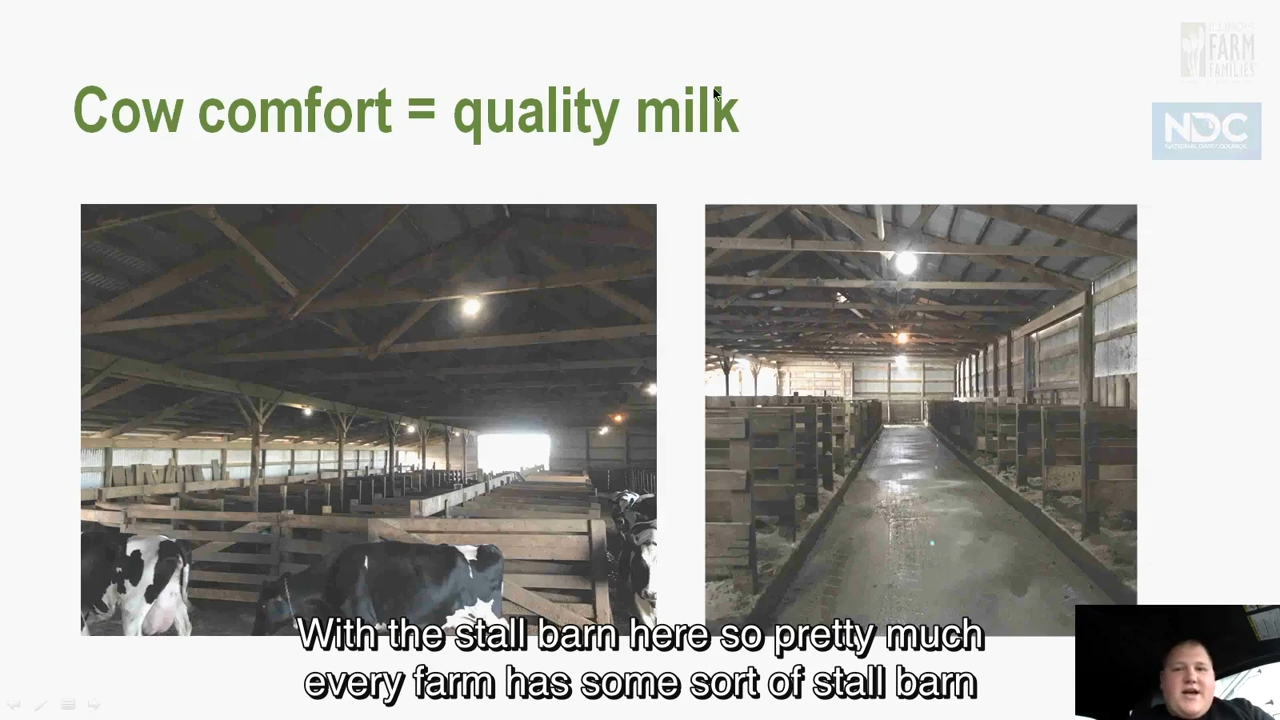 ILLINOIS
FARM
FAMILIES
Cow comfort = quality milk
NDC
NATIONAL DAIRY COUNCIL
With the stall barn here so pretty much
every farm has some sort of stall barn